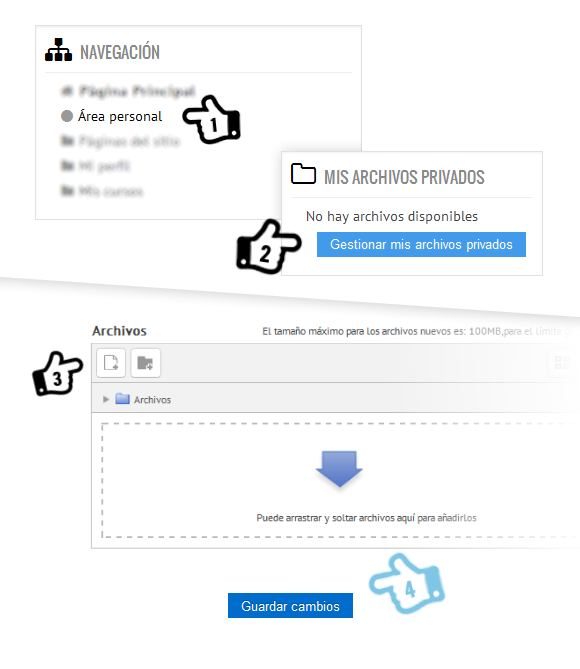 NAVEGACIÓN
Página Principal
Área personal
1
Páginas del sitio
Mi perfil
Mis cursos
MIS ARCHIVOS PRIVADOS
No hay archivos disponibles
2
Gestionar mis archivos privados
Archivos
El tamaño máximo para los archivos nuevos es: 100MB,para el límite
3
Archivos
Puede arrastrar y soltar archivos aquí para añadirlos
4
Guardar cambios